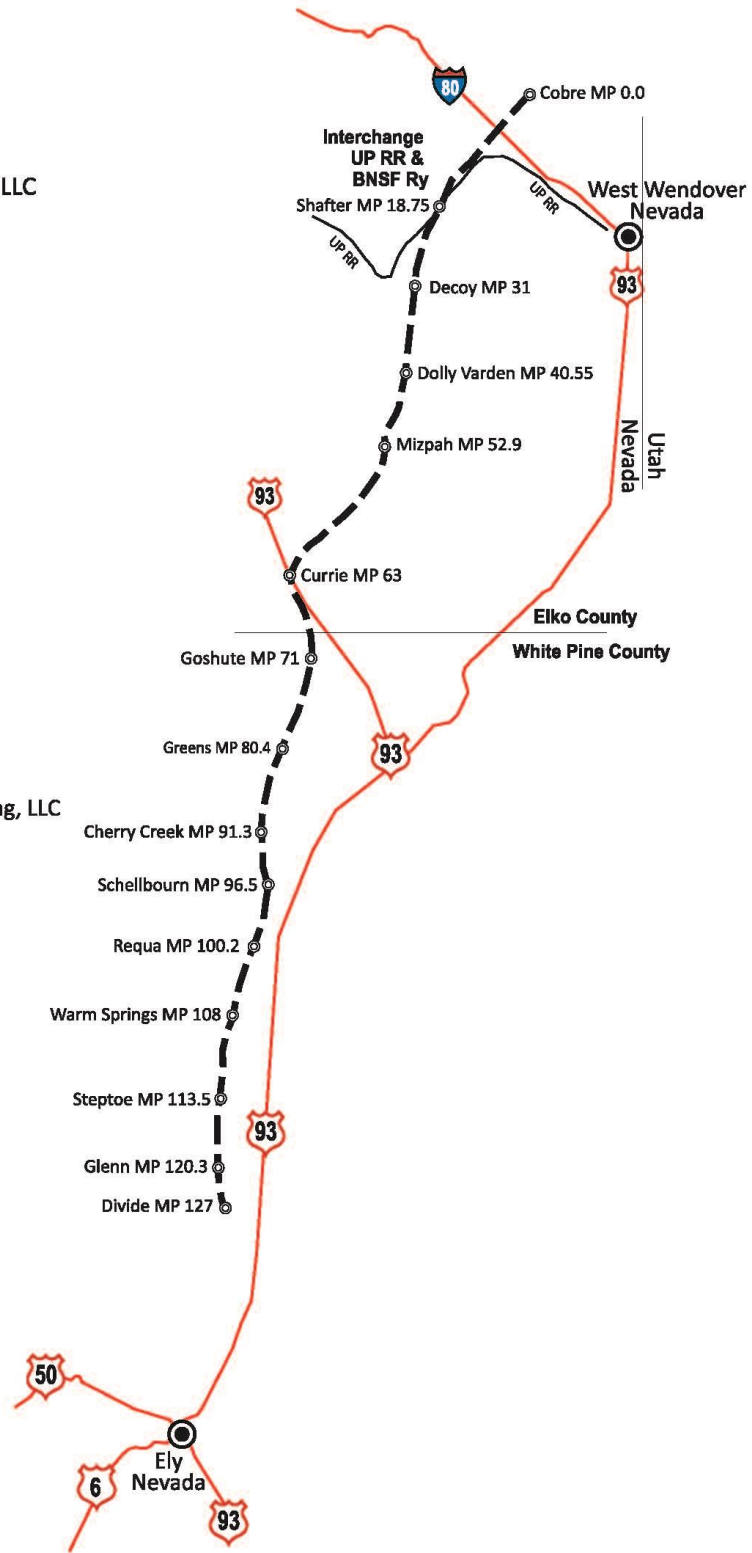 80
Cobre MP 0.0
Interchange
UP RR &
BNSF Ry
LLC
West Wendover
Nevada
Shafter MP 18.75
UP RR
UP RR
93
Decoy MP 31
Dolly Varden MP 40.55
Mizpah MP 52.9
Nevada
Utah
93
Currie MP 63
Elko County
White Pine County
Goshute MP 71
Greens MP 80.4
93
ng, LLC
Cherry Creek MP 91.3
Schellbourn MP 96.5
Requa MP 100.2
Warm Springs MP 108
Steptoe MP 113.5
93
Glenn MP 120.3
Divide MP 127
50
Ely
Nevada
6
93